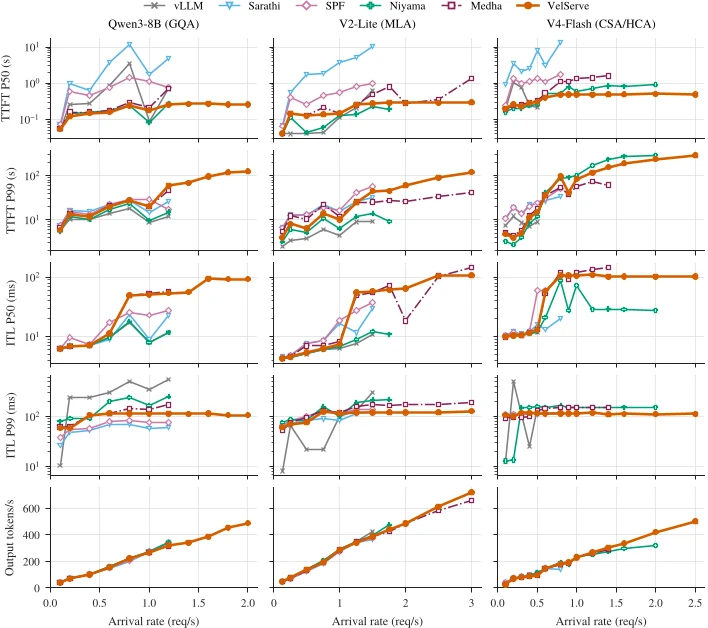 vLLM Sarathi SPF Niyama Medha VelServe
Qwen3-8B (GQA) V2-Lite (MLA) V4-Flash (CSA/HCA)
TTFT P50 (s)
10¹
10⁰
10⁻¹
TTFT P99 (s)
10²
10¹
ITL P50 (ms)
10²
10¹
ITL P99 (ms)
10²
10¹
Output tokens/s
600
400
200
0
0.0 0.5 1.0 1.5 2.0
0 1 2 3
0.0 0.5 1.0 1.5 2.0 2.5
Arrival rate (req/s) Arrival rate (req/s) Arrival rate (req/s)